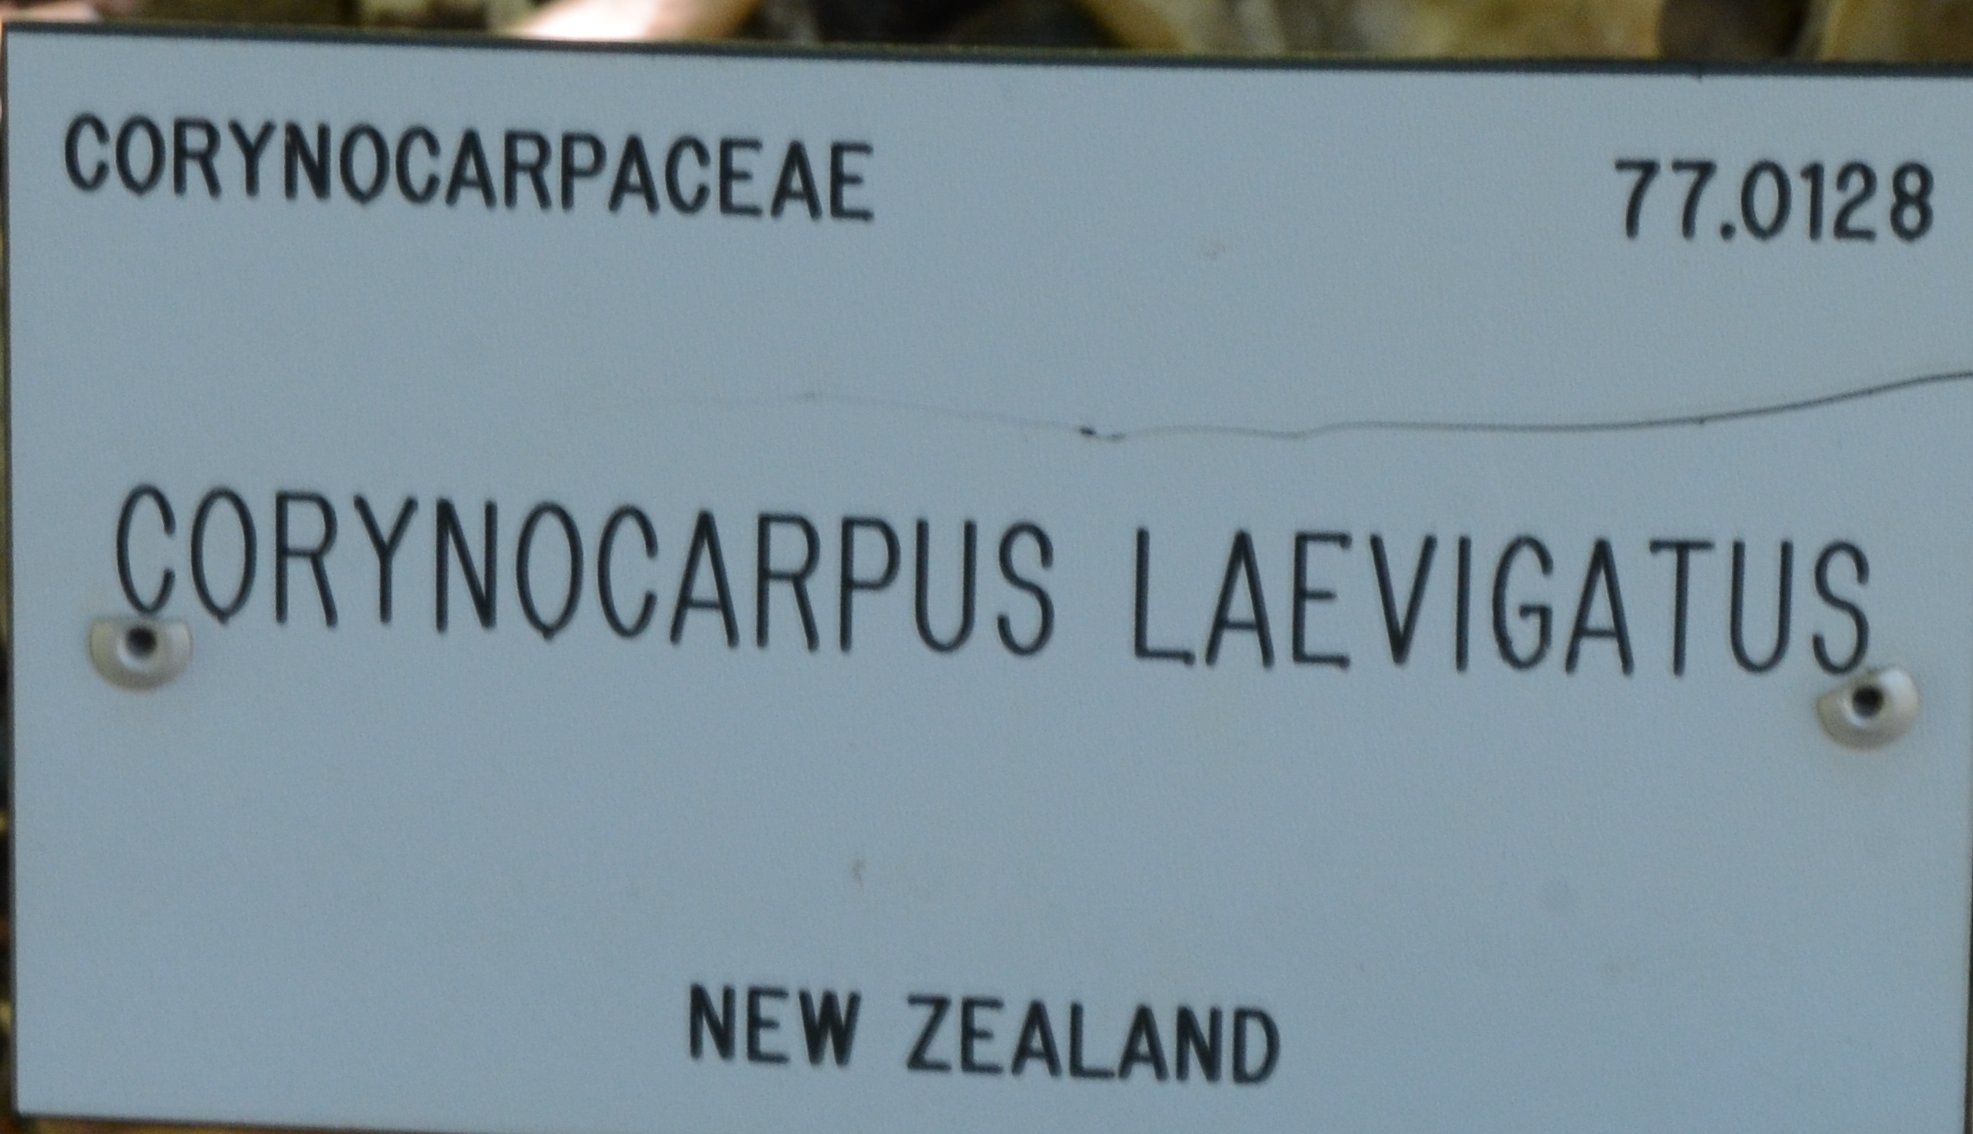 CORYNOCARPACEAE 77.0128
CORYNOCARPUS LAEVIGATUS
NEW ZEALAND